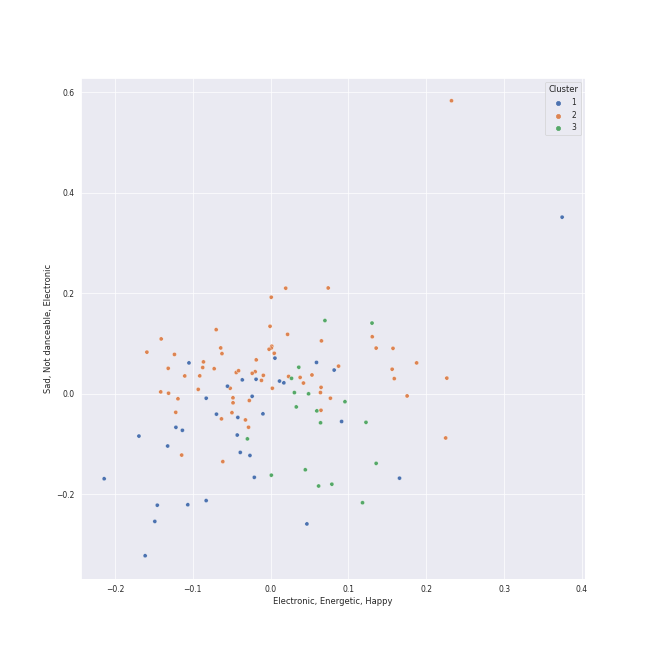 Cluster
1
2
3
0.6
0.4
0.2
0.0
−0.2
Sad, Not danceable, Electronic
−0.2 −0.1 0.0 0.1 0.2 0.3 0.4
Electronic, Energetic, Happy